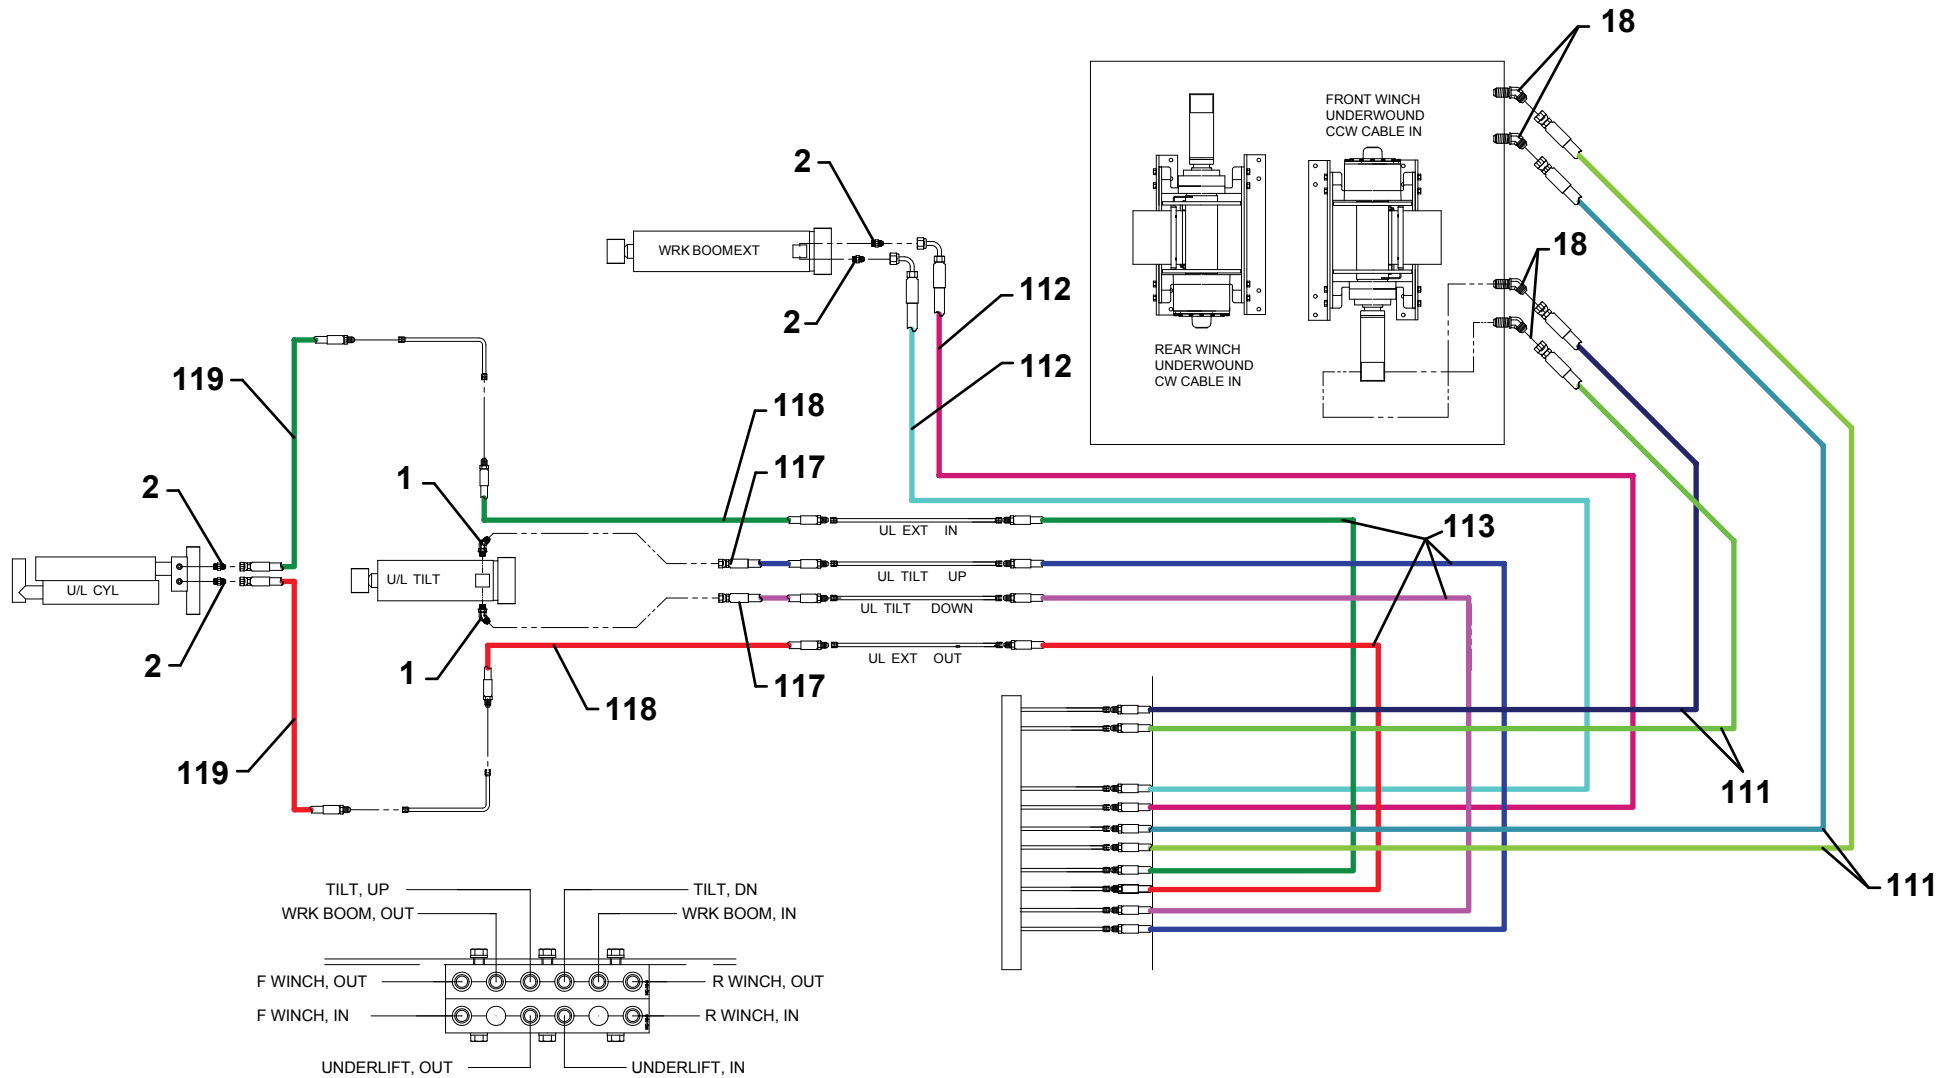 18
FRONT WINCH
UNDERWOUND
CCW CABLE IN
2
WRK BOOMEXT
18
2
112
REAR WINCH
UNDERWOUND
CW CABLE IN
112
119
118
117
1
2
113
UL EXT IN
U/L TILT
UL TILT UP
U/L CYL
UL TILT DOWN
2
1
UL EXT OUT
117
118
119
111
111
TILT, UP
TILT, DN
WRK BOOM, OUT
WRK BOOM, IN
F WINCH, OUT
R WINCH, OUT
F WINCH, IN
R WINCH, IN
UNDERLIFT, OUT
UNDERLIFT, IN